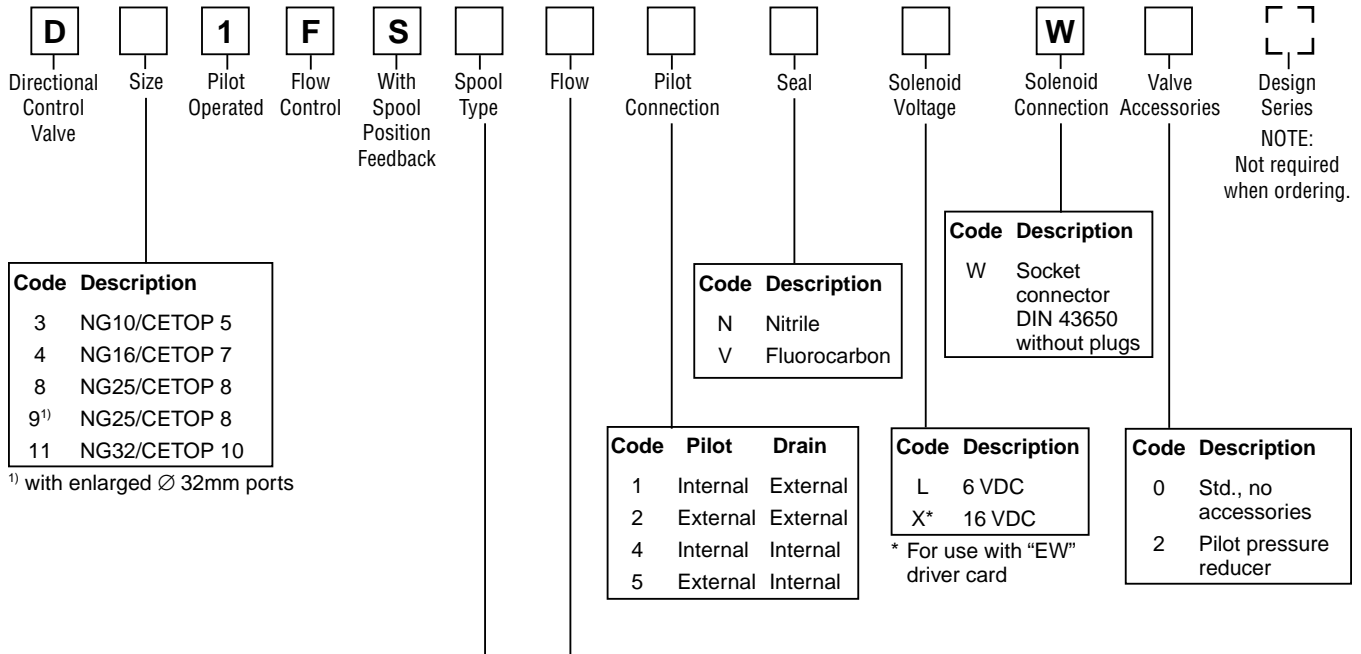 D 1 F S W
Directional Control Valve
Size
Pilot Operated
Flow Control
With Spool Position Feedback
Spool Type
Flow
Pilot Connection
Seal
Solenoid Voltage
Solenoid Connection
Valve Accessories
Design Series
NOTE:
Not required
when ordering.
Code Description
3 NG10/CETOP 5
4 NG16/CETOP 7
8 NG25/CETOP 8
9¹⁾ NG25/CETOP 8
11 NG32/CETOP 10
¹⁾ with enlarged ∅ 32mm ports
Code Pilot Drain
1 Internal External
2 External External
4 Internal Internal
5 External Internal
Code Description
N Nitrile
V Fluorocarbon
Code Description
L 6 VDC
X* 16 VDC
* For use with “EW”
driver card
Code Description
W Socket
connector
DIN 43650
without plugs
Code Description
0 Std., no
accessories
2 Pilot pressure
reducer